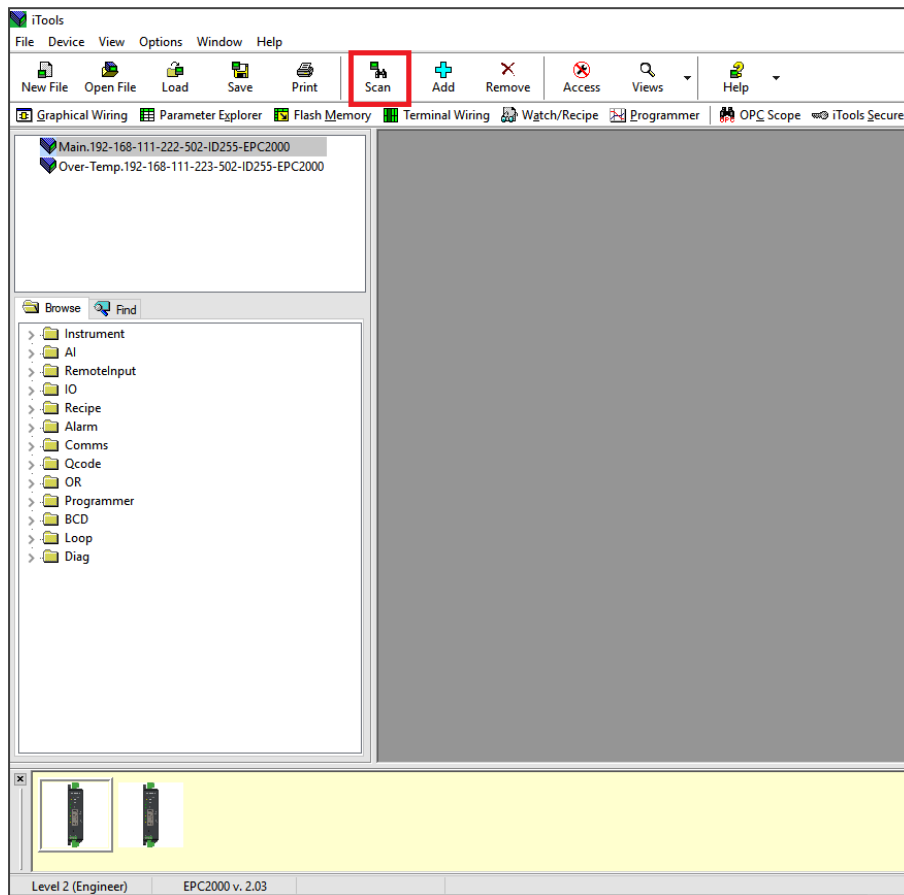 iTools
File Device View Options Window Help
New File Open File Load Save Print Scan Add Remove Access Views Help
Graphical Wiring Parameter Explorer Flash Memory Terminal Wiring Watch/Recipe Programmer OPC Scope iTools Secure
Main.192-168-111-222-502-ID255-EPC2000
Over-Temp.192-168-111-223-502-ID255-EPC2000
Browse Find
Instrument
AI
RemoteInput
IO
Recipe
Alarm
Comms
Qcode
OR
Programmer
BCD
Loop
Diag
Level 2 (Engineer) EPC2000 v. 2.03